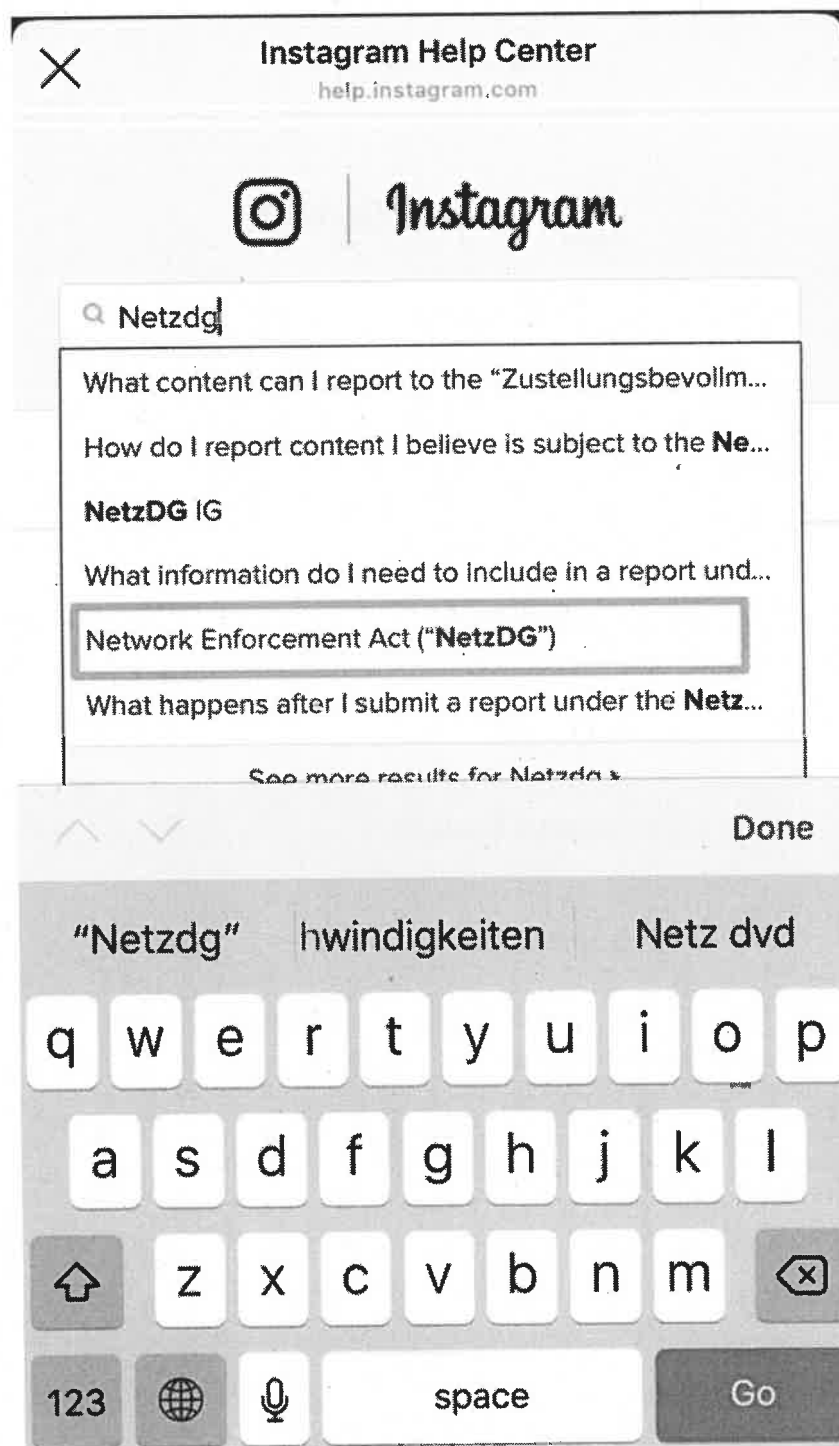 Instagram Help Center
help.instagram.com
Instagram
Netzdg
What content can I report to the “Zustellungsbevollm...
How do I report content I believe is subject to the Ne...
NetzDG IG
What information do I need to include in a report und...
Network Enforcement Act (“NetzDG”)
What happens after I submit a report under the Netz...
See more results for Netzdg
Done
“Netzdg” hwindigkeiten Netz dvd
q w e r t y u i o p
a s d f g h j k l
z x c v b n m
123 space Go